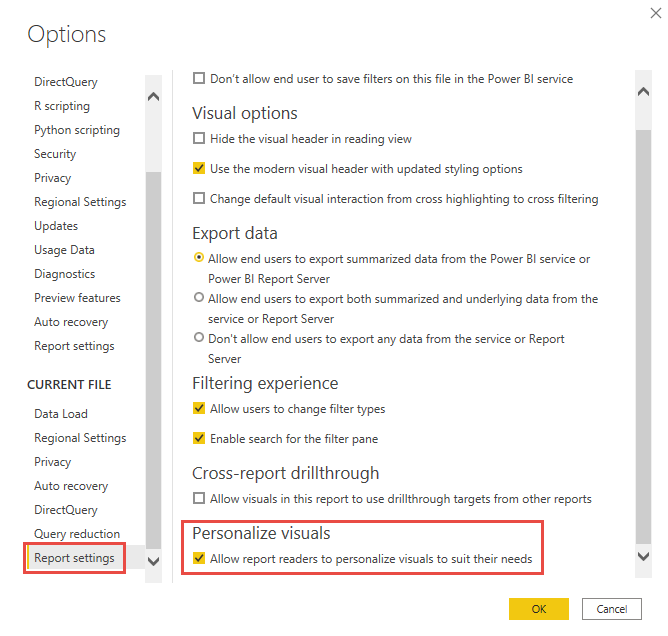 Options
DirectQuery
R scripting
Python scripting
Security
Privacy
Regional Settings
Updates
Usage Data
Diagnostics
Preview features
Auto recovery
Report settings
CURRENT FILE
Data Load
Regional Settings
Privacy
Auto recovery
DirectQuery
Query reduction
Report settings
Don't allow end user to save filters on this file in the Power BI service
Visual options
Hide the visual header in reading view
Use the modern visual header with updated styling options
Change default visual interaction from cross highlighting to cross filtering
Export data
Allow end users to export summarized data from the Power BI service or
Power BI Report Server
Allow end users to export both summarized and underlying data from the
service or Report Server
Don't allow end users to export any data from the service or Report
Server
Filtering experience
Allow users to change filter types
Enable search for the filter pane
Cross-report drillthrough
Allow visuals in this report to use drillthrough targets from other reports
Personalize visuals
Allow report readers to personalize visuals to suit their needs
OK
Cancel